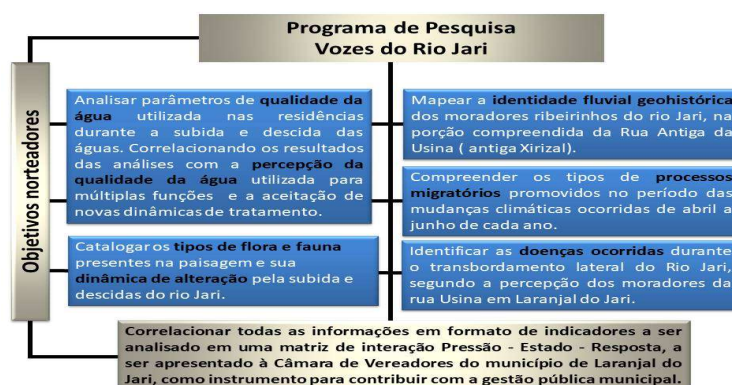 Programa de Pesquisa
Vozes do Rio Jari
Objetivos norteadores
Analisar parâmetros de qualidade da
água utilizada nas residências
durante a subida e descida das
águas. Correlacionando os resultados
das análises com a percepção da
qualidade da água utilizada para
múltiplas funções e a aceitação de
novas dinâmicas de tratamento.
Catalogar os tipos de flora e fauna
presentes na paisagem e sua
dinâmica de alteração pela subida e
descidas do rio Jari.
Mapear a identidade fluvial geohistórica
dos moradores ribeirinhos do rio Jari, na
porção compreendida da Rua Antiga da
Usina ( antiga Xirizal).
Compreender os tipos de processos
migratórios promovidos no período das
mudanças climáticas ocorridas de abril a
junho de cada ano.
Identificar as doenças ocorridas durante
o transbordamento lateral do Rio Jari,
segundo a percepção dos moradores da
rua Usina em Laranjal do Jari.
Correlacionar todas as informações em formato de indicadores a ser
analisado em uma matriz de interação Pressão - Estado - Resposta, a
ser apresentado à Câmara de Vereadores do município de Laranjal do
Jari, como instrumento para contribuir com a gestão pública municipal.